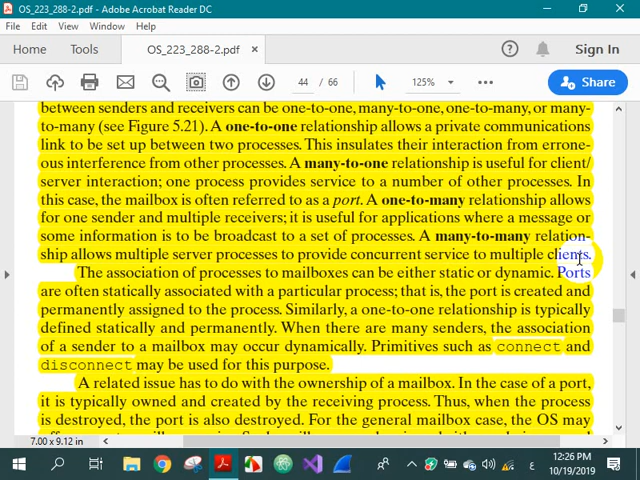 OS_223_288-2.pdf - Adobe Acrobat Reader DC
File Edit View Window Help
Home Tools OS_223_288-2.pdf × Sign In
44 / 66 125% Share
between senders and receivers can be one-to-one, many-to-one, one-to-many, or many-
to-many (see Figure 5.21). A one-to-one relationship allows a private communications
link to be set up between two processes. This insulates their interaction from errone-
ous interference from other processes. A many-to-one relationship is useful for client/
server interaction; one process provides service to a number of other processes. In
this case, the mailbox is often referred to as a port. A one-to-many relationship allows
for one sender and multiple receivers; it is useful for applications where a message or
some information is to be broadcast to a set of processes. A many-to-many relation-
ship allows multiple server processes to provide concurrent service to multiple clients.
The association of processes to mailboxes can be either static or dynamic. Ports
are often statically associated with a particular process; that is, the port is created and
permanently assigned to the process. Similarly, a one-to-one relationship is typically
defined statically and permanently. When there are many senders, the association
of a sender to a mailbox may occur dynamically. Primitives such as connect and
disconnect may be used for this purpose.
A related issue has to do with the ownership of a mailbox. In the case of a port,
it is typically owned and created by the receiving process. Thus, when the process
is destroyed, the port is also destroyed. For the general mailbox case, the OS may
7.00 x 9.12 in
ع 12:26 PM
10/19/2019